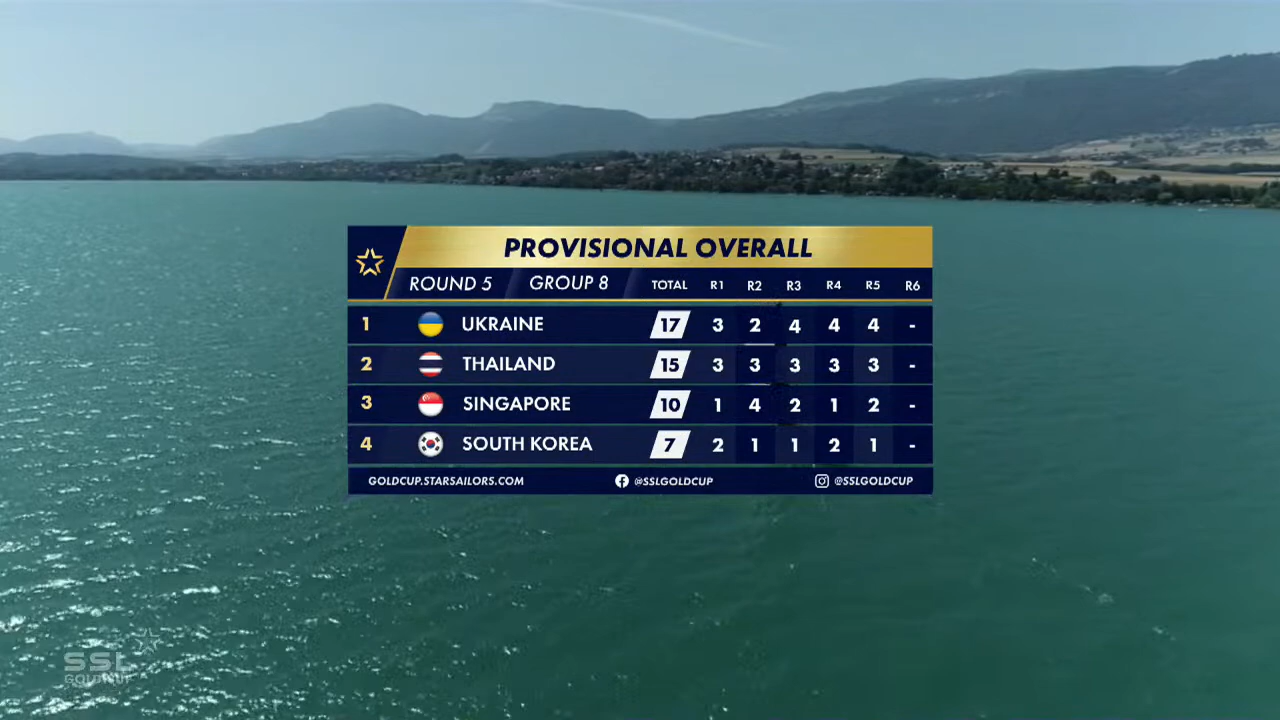 PROVISIONAL OVERALL
ROUND 5 GROUP 8 TOTAL R1 R2 R3 R4 R5 R6
1 UKRAINE 17 3 2 4 4 4 -
2 THAILAND 15 3 3 3 3 3 -
3 SINGAPORE 10 1 4 2 1 2 -
4 SOUTH KOREA 7 2 1 1 2 1 -
GOLDCUP.STARSAILORS.COM @SSLGOLDCUP @SSLGOLDCUP
SSL
GOLD CUP